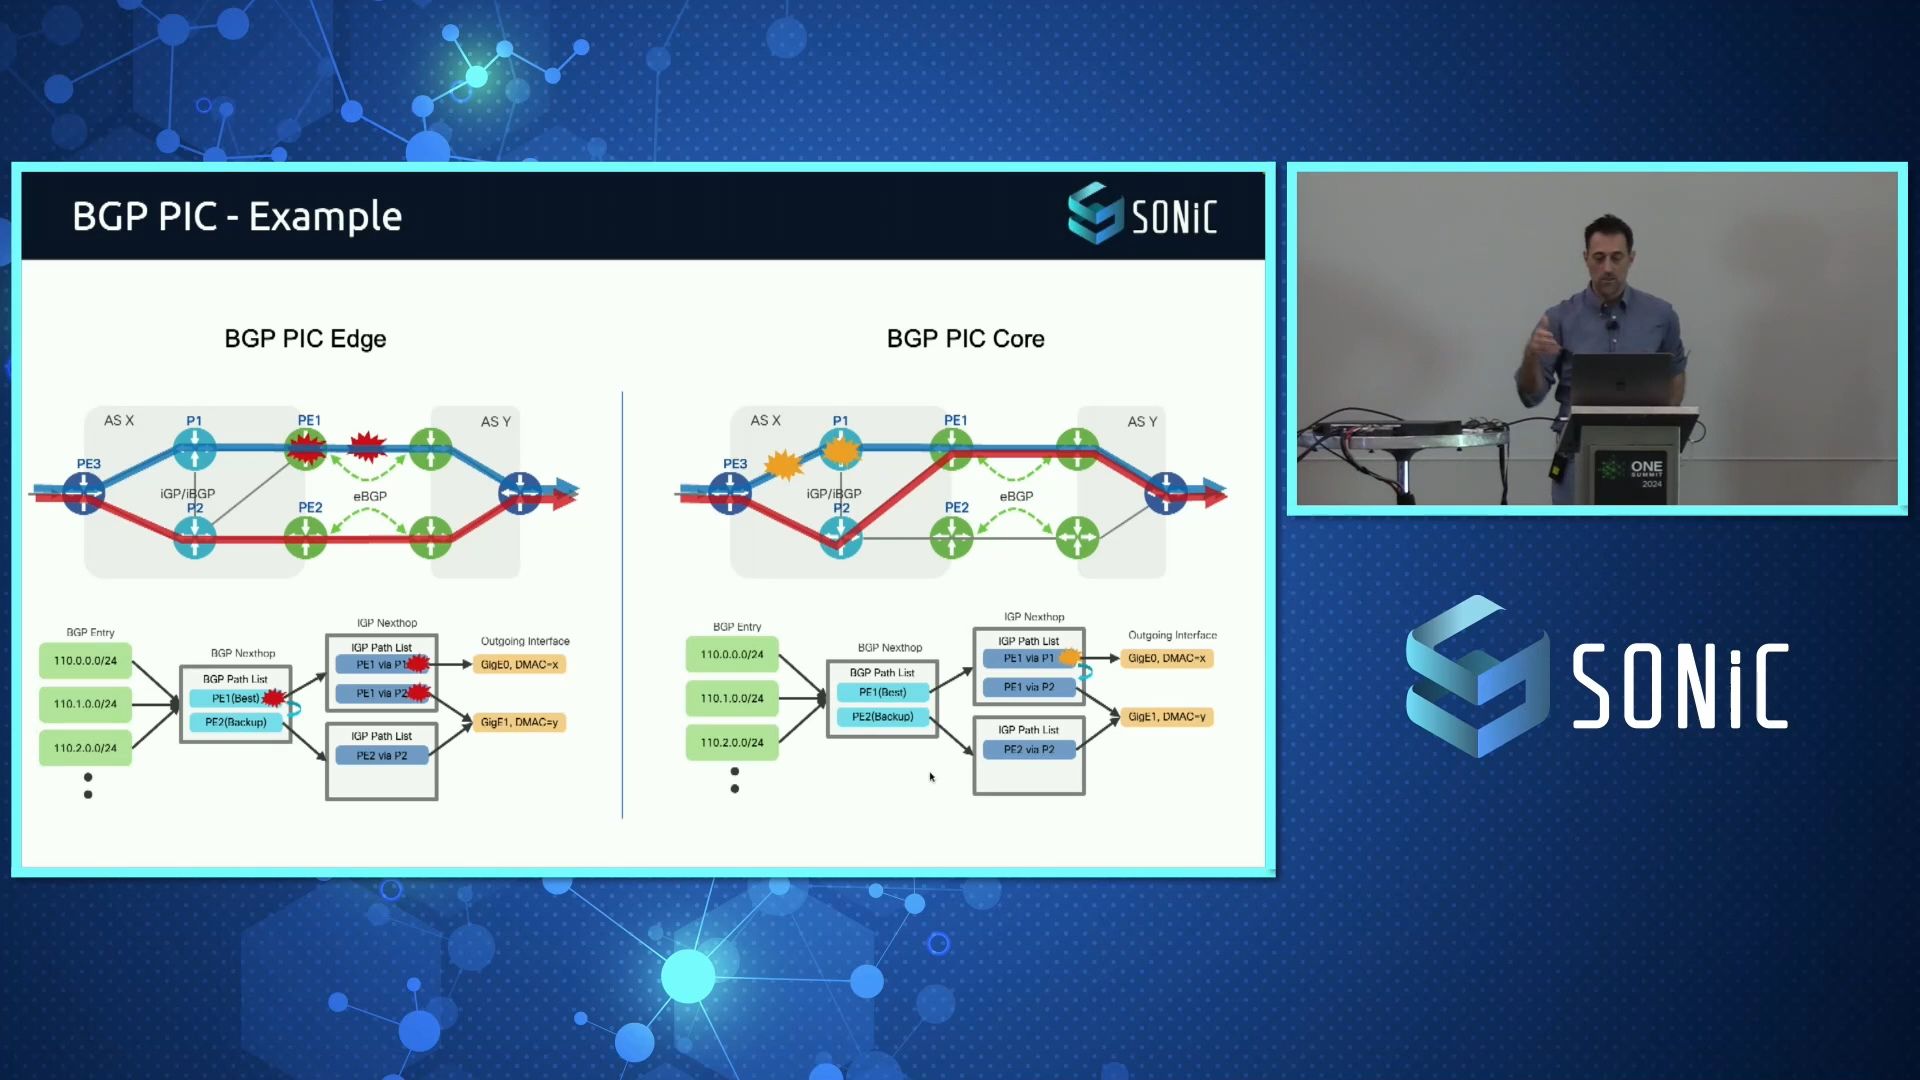 BGP PIC - Example
SONiC
BGP PIC Edge
AS X
P1
PE1
AS Y
PE3
iGP/iBGP
eBGP
P2
PE2
BGP Entry
110.0.0.0/24
110.1.0.0/24
110.2.0.0/24
BGP Nexthop
BGP Path List
PE1(Best)
PE2(Backup)
IGP Nexthop
IGP Path List
PE1 via P1
PE1 via P2
IGP Path List
PE2 via P2
Outgoing Interface
GigE0, DMAC=x
GigE1, DMAC=y
BGP PIC Core
AS X
P1
PE1
AS Y
PE3
iGP/iBGP
eBGP
P2
PE2
BGP Entry
110.0.0.0/24
110.1.0.0/24
110.2.0.0/24
BGP Nexthop
BGP Path List
PE1(Best)
PE2(Backup)
IGP Nexthop
IGP Path List
PE1 via P1
PE1 via P2
IGP Path List
PE2 via P2
Outgoing Interface
GigE0, DMAC=x
GigE1, DMAC=y
ONE
SUMMIT
2024
SONiC